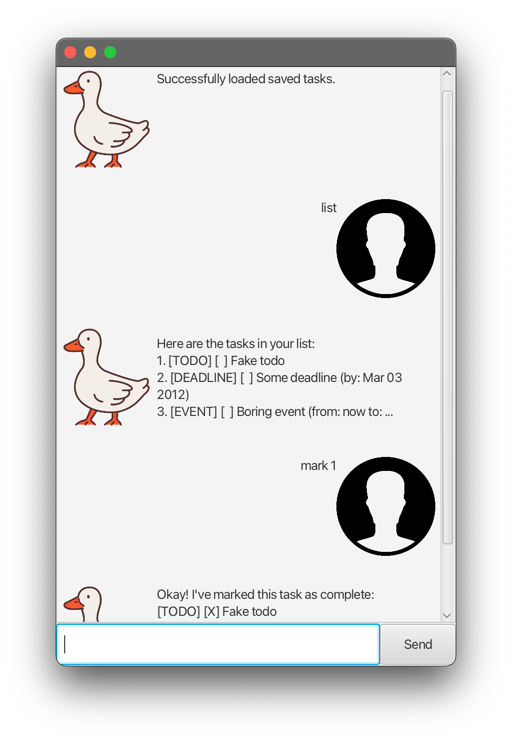 Successfully loaded saved tasks.
list
Here are the tasks in your list:
1. [TODO] [ ] Fake todo
2. [DEADLINE] [ ] Some deadline (by: Mar 03
2012)
3. [EVENT] [ ] Boring event (from: now to: ...
mark 1
Okay! I've marked this task as complete:
[TODO] [X] Fake todo
Send